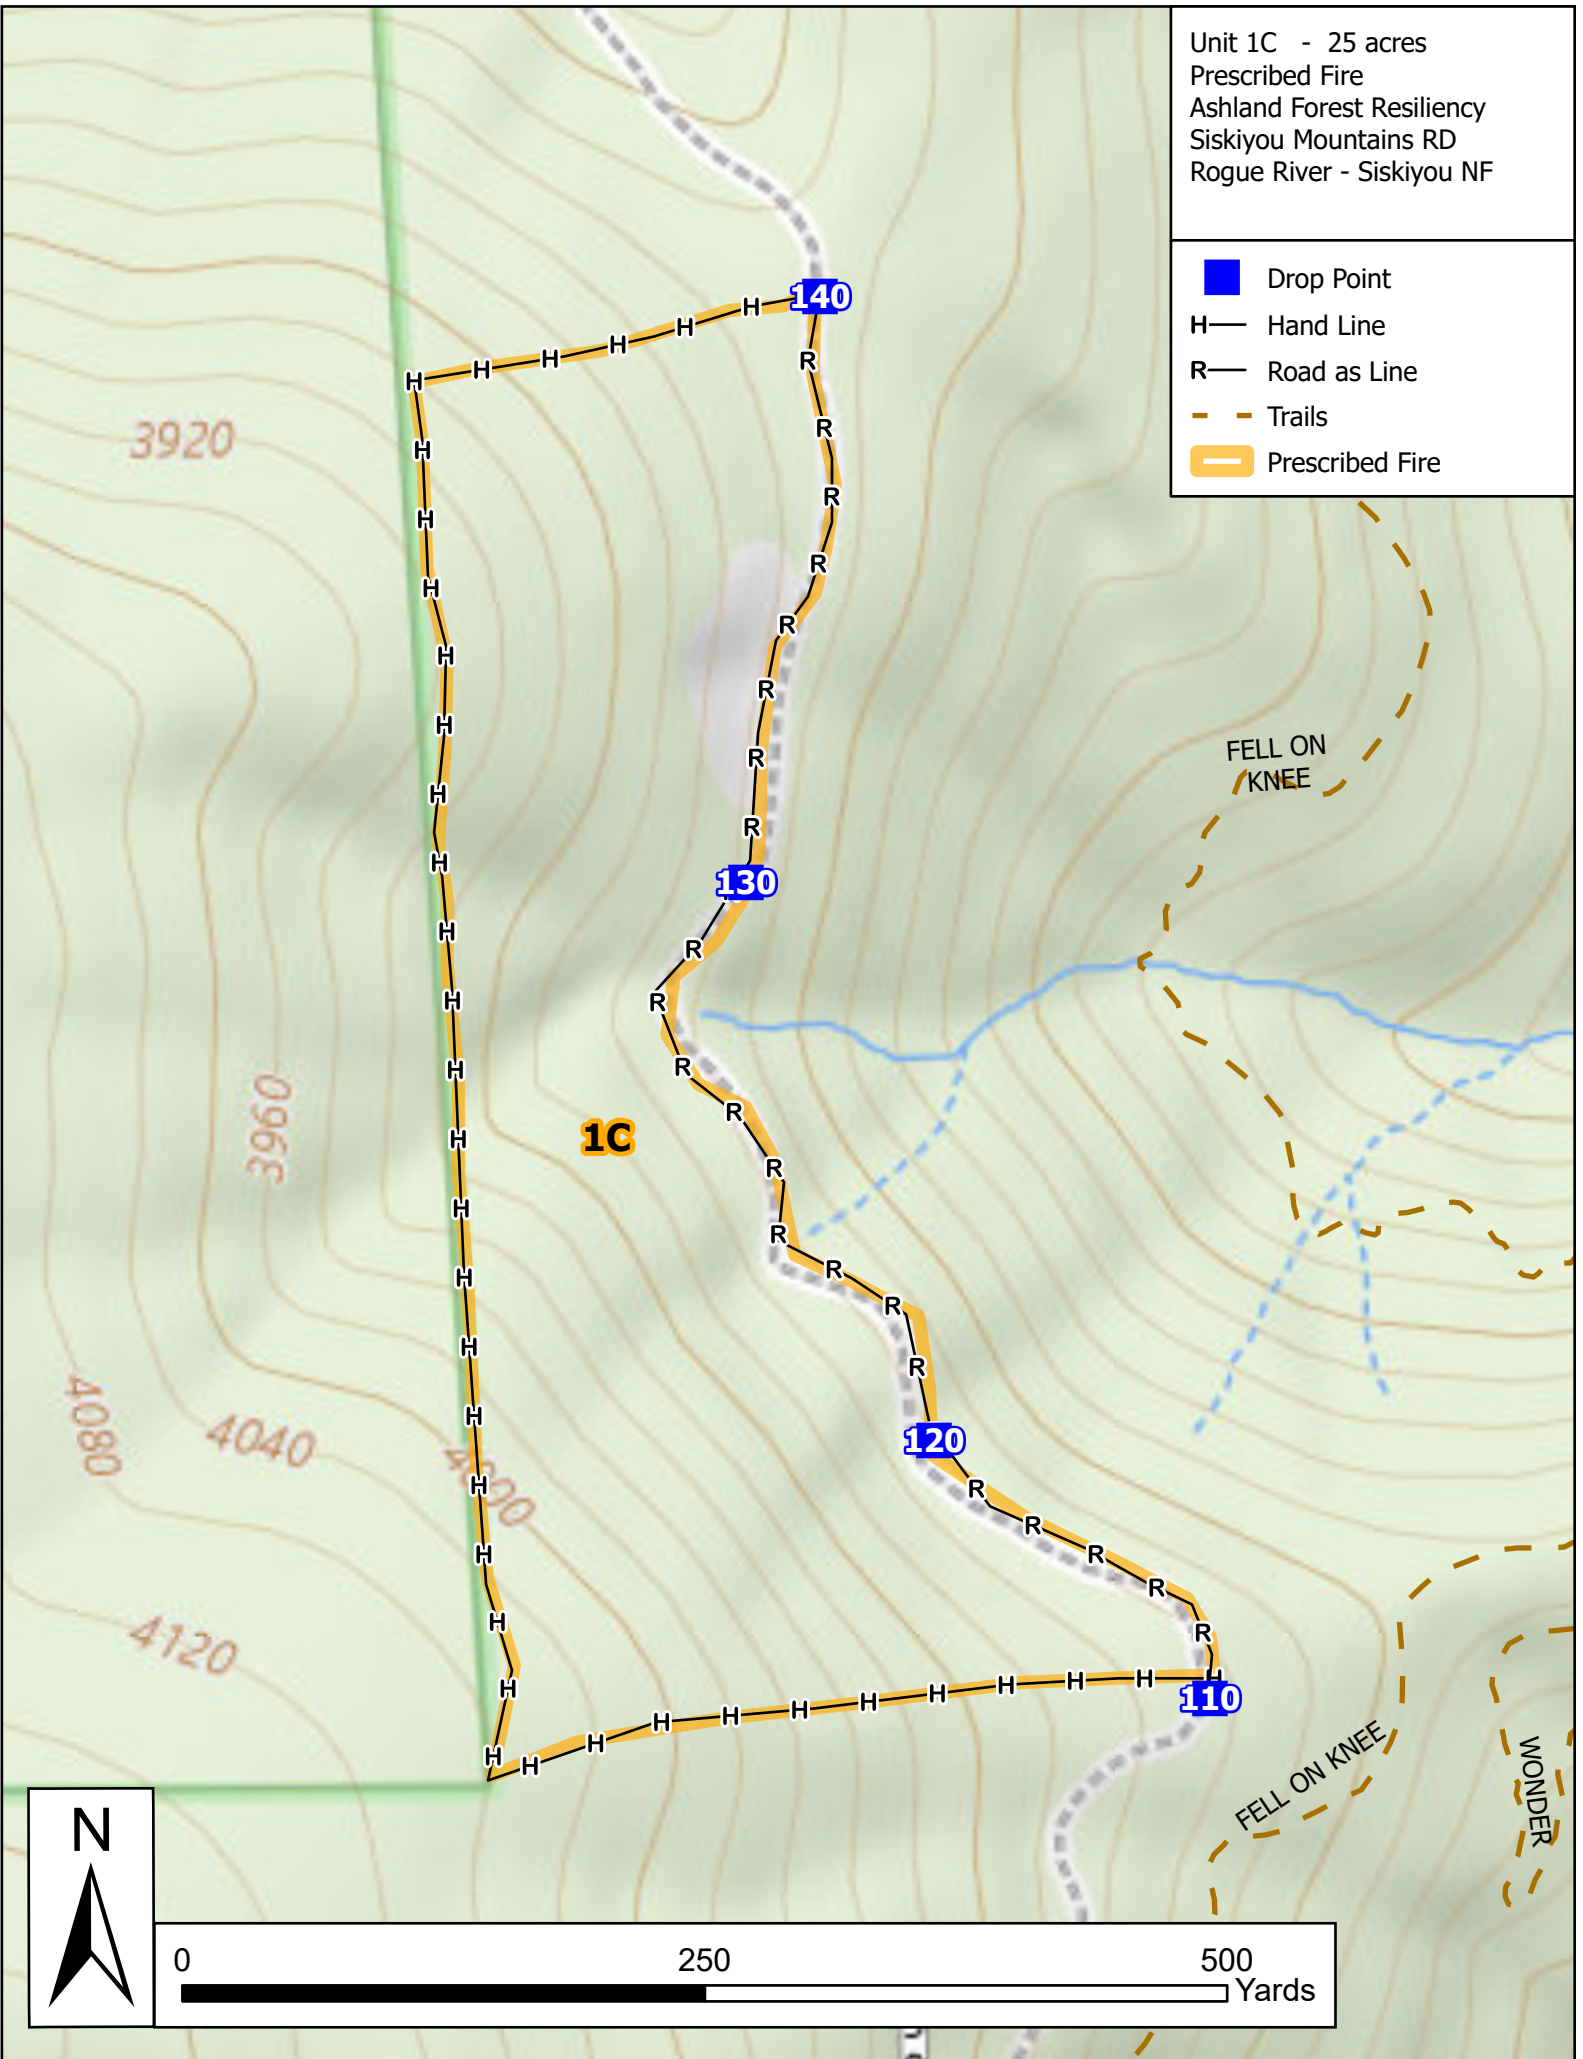 Unit 1C - 25 acres
Prescribed Fire
Ashland Forest Resiliency
Siskiyou Mountains RD
Rogue River - Siskiyou NF
Drop Point
H Hand Line
R Road as Line
Trails
Prescribed Fire
140
H H H H H H
R
R
3920
H
R
H
R
H
R
H
R
H
FELL ON
KNEE
R
H
R
H
R
130
H
H
R
R
H
R
H
R
3960
1C
H
R
H
R
H
R
H
R
H
4080
4040
4000
120
H
R
H
R
R
R
H
R
4120
H
H H H H H H H H H H H
110
H
FELL ON KNEE
WONDER
N
0 250 500
Yards